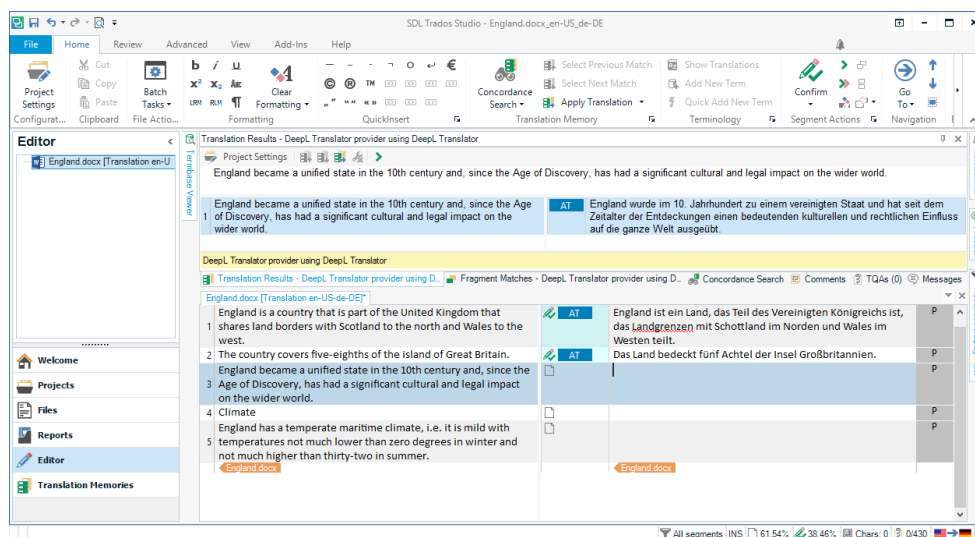 SDL Trados Studio - England.docx_en-US_de-DE
File Home Review Advanced View Add-Ins Help
Project Settings
Cut
Copy
Paste
Batch Tasks
b i u
x² x₂
LRM RLM ¶
Clear Formatting
— – - ¬ o ↵ €
© ® TM
„“ “” «»
Concordance Search
Select Previous Match
Select Next Match
Apply Translation
Show Translations
Add New Term
Quick Add New Term
Confirm
Go To
Configurat... Clipboard File Actio... Formatting QuickInsert Translation Memory Terminology Segment Actions Navigation
Editor
England.docx [Translation en-U
Termbase Viewer
Translation Results - DeepL Translator provider using DeepL Translator
Project Settings
England became a unified state in the 10th century and, since the Age of Discovery, has had a significant cultural and legal impact on the wider world.
1
England became a unified state in the 10th century and, since the Age
of Discovery, has had a significant cultural and legal impact on the
wider world.
AT
England wurde im 10. Jahrhundert zu einem vereinigten Staat und hat seit dem
Zeitalter der Entdeckungen einen bedeutenden kulturellen und rechtlichen Einfluss
auf die ganze Welt ausgeübt.
DeepL Translator provider using DeepL Translator
Translation Results - DeepL Translator provider using D... Fragment Matches - DeepL Translator provider using D... Concordance Search Comments TQAs (0) Messages
England.docx [Translation en-US-de-DE]*
1
England is a country that is part of the United Kingdom that
shares land borders with Scotland to the north and Wales to the
west.
AT
England ist ein Land, das Teil des Vereinigten Königreichs ist,
das Landgrenzen mit Schottland im Norden und Wales im
Westen teilt.
P
2 The country covers five-eighths of the island of Great Britain. AT Das Land bedeckt fünf Achtel der Insel Großbritannien. P
3
England became a unified state in the 10th century and, since the
Age of Discovery, has had a significant cultural and legal impact
on the wider world.
P
4 Climate P
5
England has a temperate maritime climate, i.e. it is mild with
temperatures not much lower than zero degrees in winter and
not much higher than thirty-two in summer.
P
England.docx England.docx
Welcome
Projects
Files
Reports
Editor
Translation Memories
All segments INS 61.54% 38.46% Chars: 0 0/430